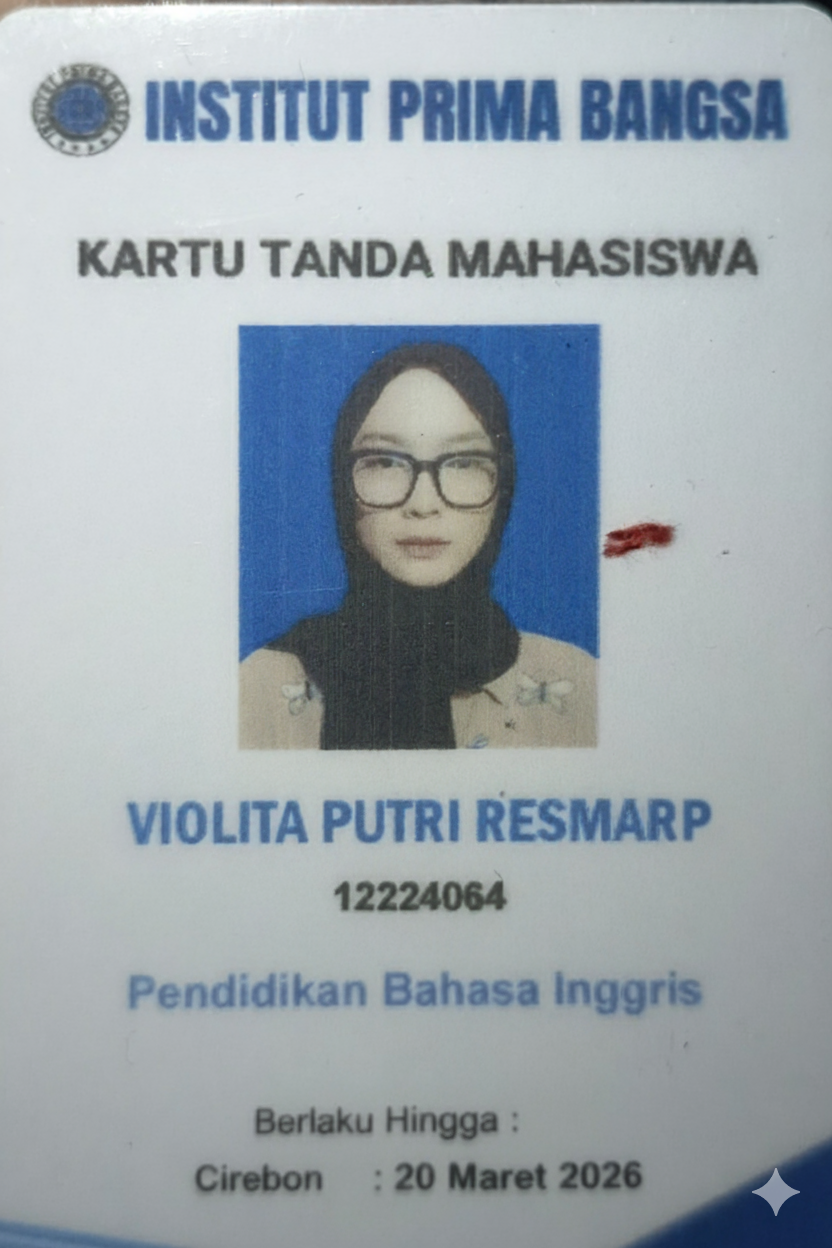 INSTITUT PRIMA BANGSA
KARTU TANDA MAHASISWA
VIOLITA PUTRI RESMARP
12224064
Pendidikan Bahasa Inggris
Berlaku Hingga :
Cirebon : 20 Maret 2026